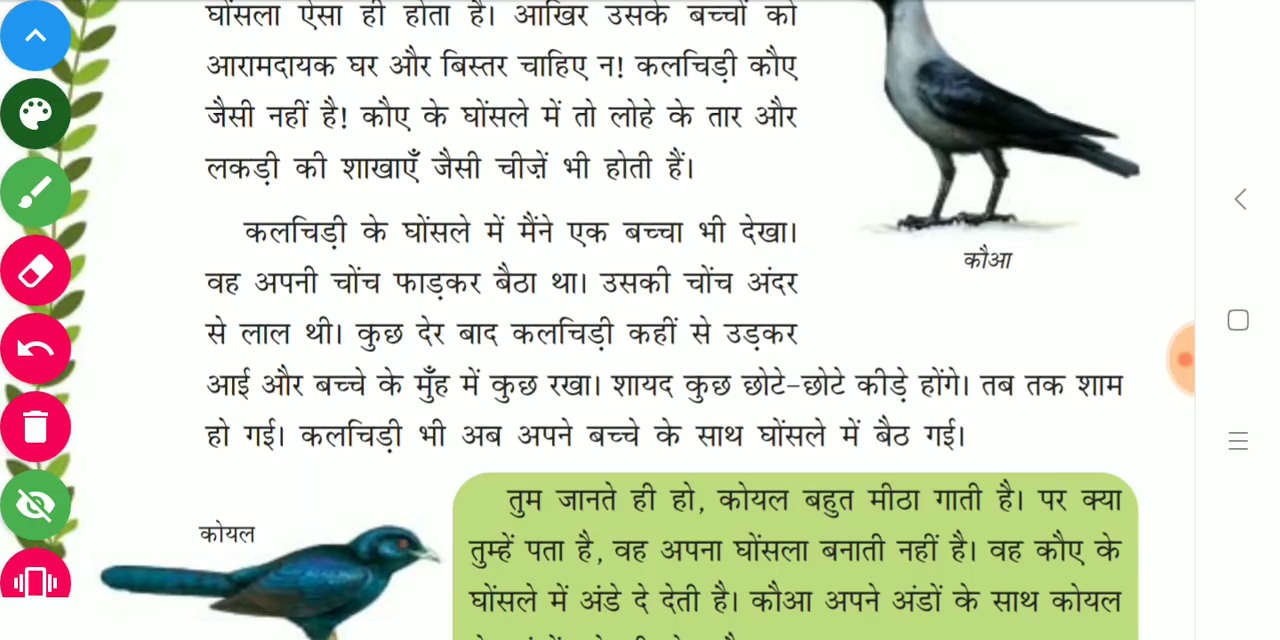 घोंसला ऐसा ही होता है। आखिर उसके बच्चों को
आरामदायक घर और बिस्तर चाहिए न! कलचिड़ी कौए
जैसी नहीं है! कौए के घोंसले में तो लोहे के तार और
लकड़ी की शाखाएँ जैसी चीज़ें भी होती हैं।
कौआ
कलचिड़ी के घोंसले में मैंने एक बच्चा भी देखा।
वह अपनी चोंच फाड़कर बैठा था। उसकी चोंच अंदर
से लाल थी। कुछ देर बाद कलचिड़ी कहीं से उड़कर
आई और बच्चे के मुँह में कुछ रखा। शायद कुछ छोटे-छोटे कीड़े होंगे। तब तक शाम
हो गई। कलचिड़ी भी अब अपने बच्चे के साथ घोंसले में बैठ गई।
कोयल
तुम जानते ही हो, कोयल बहुत मीठा गाती है। पर क्या
तुम्हें पता है, वह अपना घोंसला बनाती नहीं है। वह कौए के
घोंसले में अंडे दे देती है। कौआ अपने अंडों के साथ कोयल